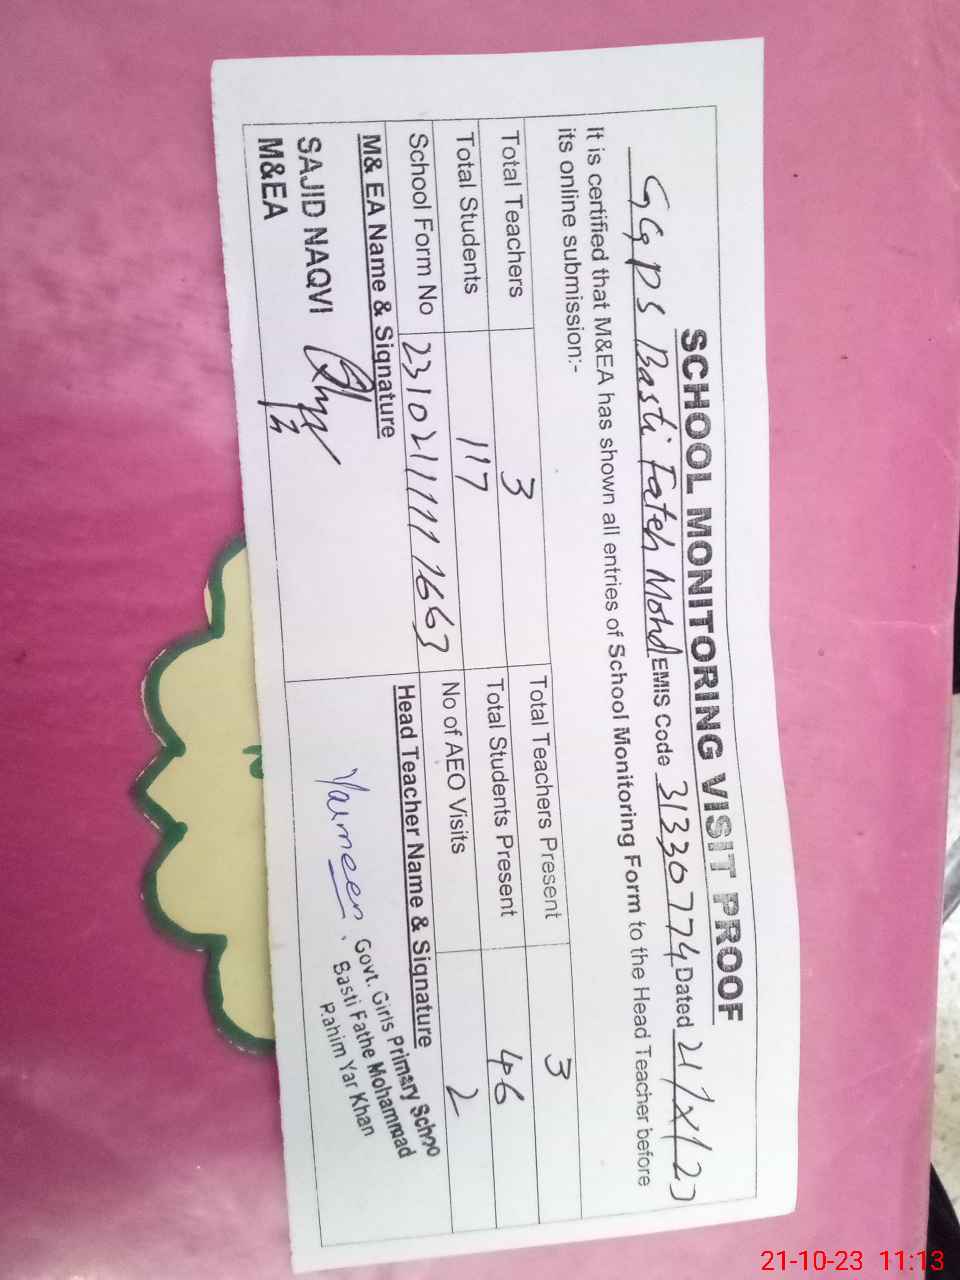 SCHOOL MONITORING VISIT PROOF
GGPS Basti Fateh Mohd EMIS Code 31330774 Dated 21/X/23
It is certified that M&EA has shown all entries of School Monitoring Form to the Head Teacher before
its online submission:-
Total Teachers 3 Total Teachers Present 3
Total Students 117 Total Students Present 46
School Form No 23102111111663 No of AEO Visits 2
M& EA Name & Signature Head Teacher Name & Signature
SAJID NAQVI
M&EA
Yasmeen
Govt. Girls Primary Schoo
Basti Fathe Mohammad
Rahim Yar Khan
21-10-23 11:13